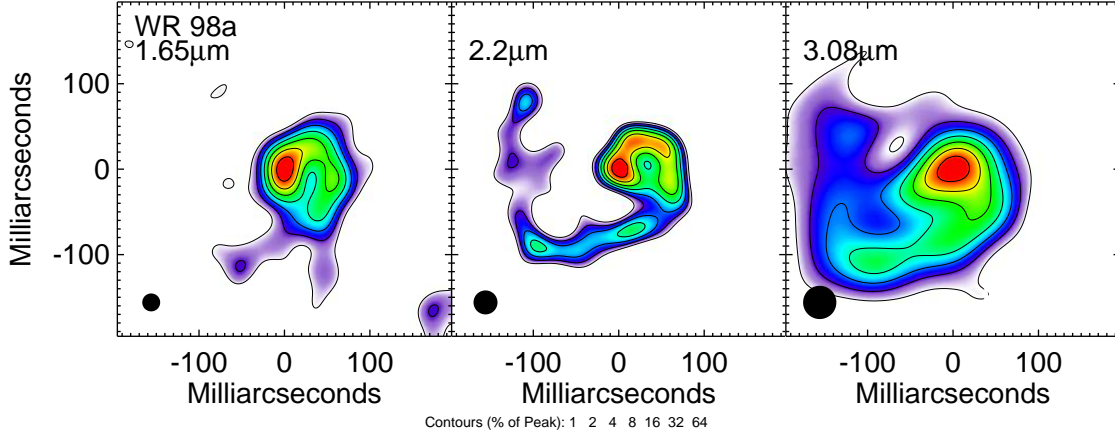 WR 98a
1.65μm
2.2μm
3.08μm
100
0
-100
Milliarcseconds
-100 0 100
-100 0 100
-100 0 100
Milliarcseconds
Milliarcseconds
Milliarcseconds
Contours (% of Peak): 1 2 4 8 16 32 64